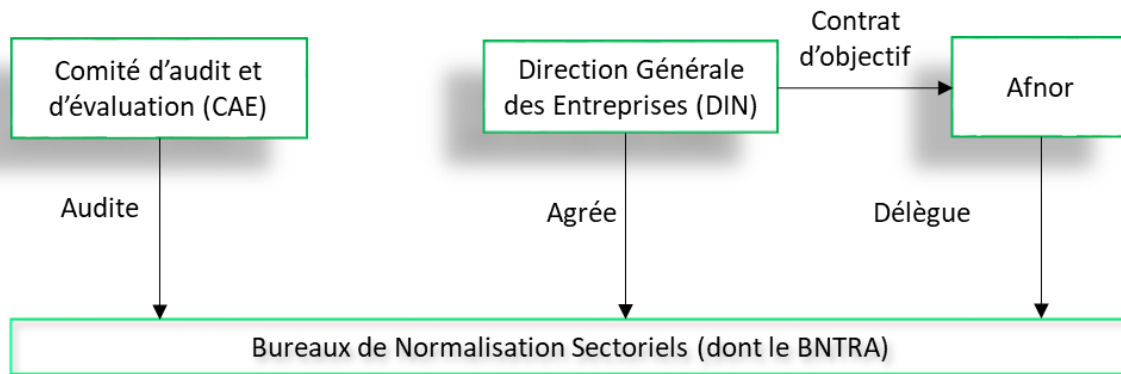 Comité d’audit et
d’évaluation (CAE)
Direction Générale
des Entreprises (DIN)
Contrat
d’objectif
Afnor
Audite
Agrée
Délègue
Bureaux de Normalisation Sectoriels (dont le BNTRA)